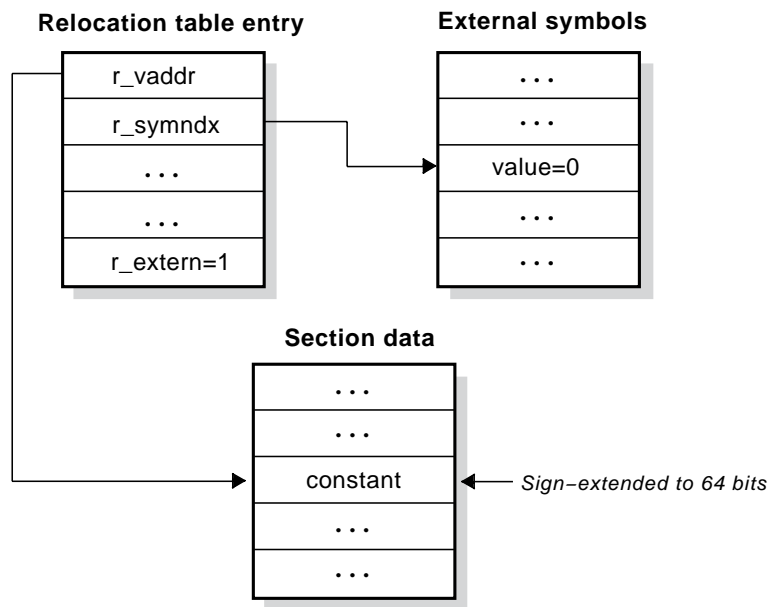 Relocation table entry
r_vaddr
r_symndx
...
...
r_extern=1
External symbols
...
...
value=0
...
...
Section data
...
...
constant
...
...
Sign−extended to 64 bits